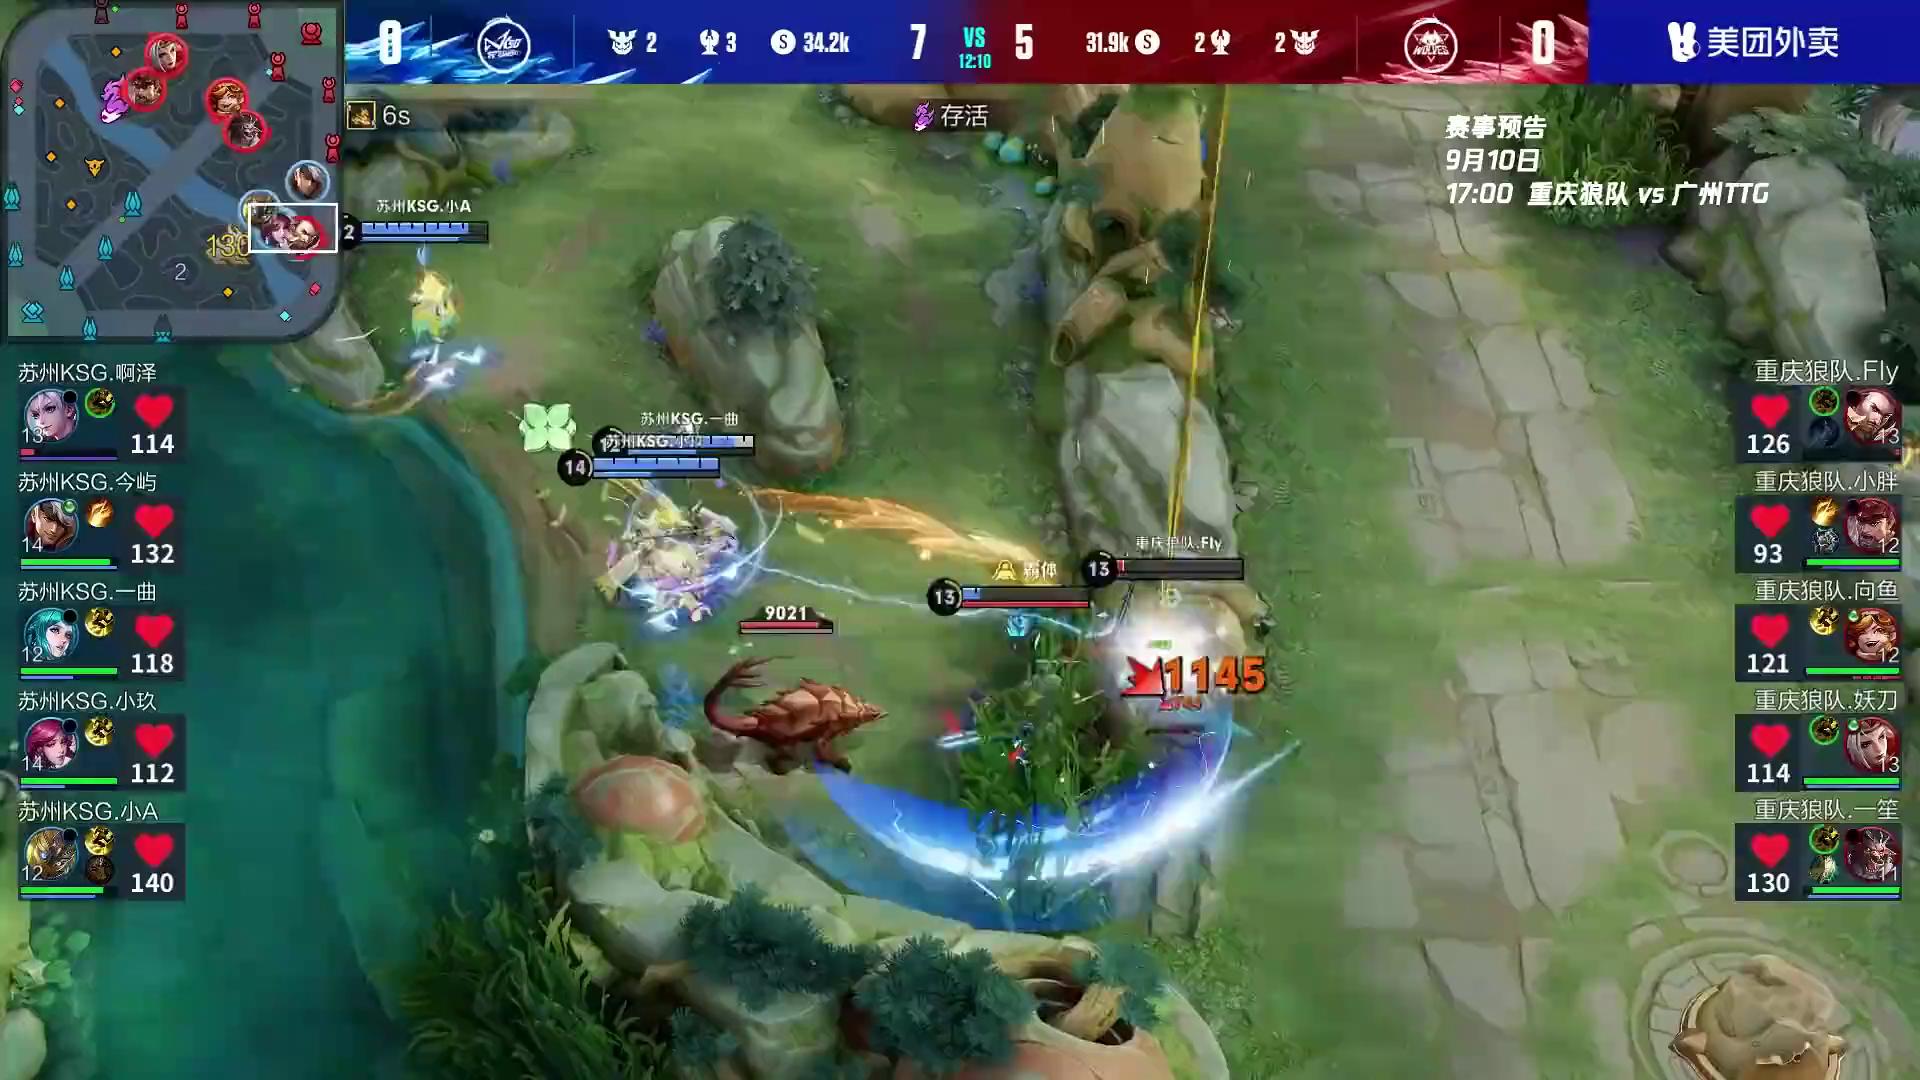 0
2
3
34.2k
7
VS
12:10
5
31.9k
2
2
WOLVES
0
美团外卖
6s
存活
赛事预告
9月10日
17:00 重庆狼队 vs 广州TTG
130
2
2
苏州KSG.小A
苏州KSG.一曲
14
重庆狼队.Fly
13
霸体
13
9021
1145
苏州KSG.啊泽
13
114
苏州KSG.今屿
14
132
苏州KSG.一曲
12
118
苏州KSG.小玖
14
112
苏州KSG.小A
12
140
重庆狼队.Fly
126
13
重庆狼队.小胖
93
12
重庆狼队.向鱼
121
12
重庆狼队.妖刀
114
13
重庆狼队.一笙
130
11